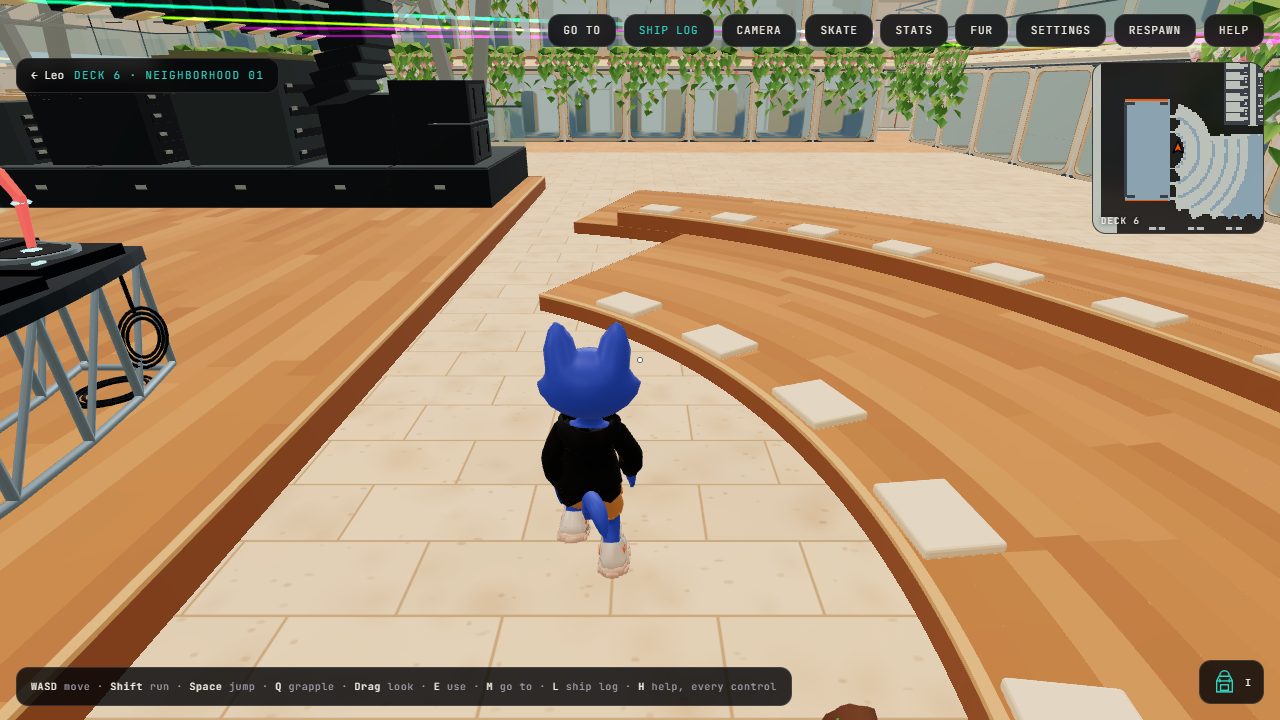 GO TO
SHIP LOG
CAMERA
SKATE
STATS
FUR
SETTINGS
RESPAWN
HELP
← Leo DECK 6 · NEIGHBORHOOD 01
DECK 6
WASD move · Shift run · Space jump · Q grapple · Drag look · E use · M go to · L ship log · H help, every control
I